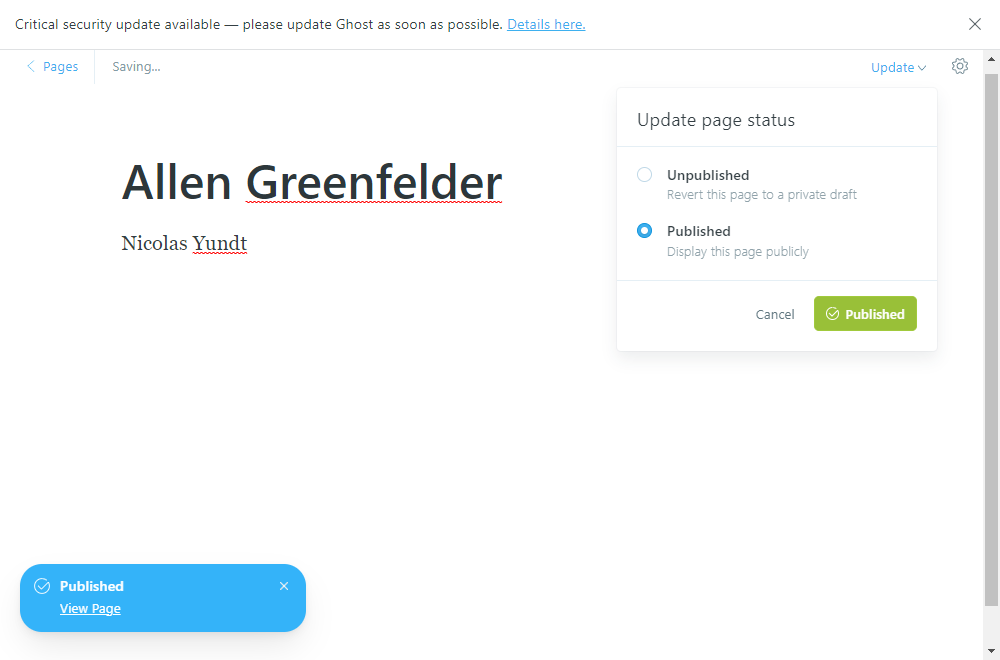 Critical security update available — please update Ghost as soon as possible. Details here.
Pages
Saving...
Update
Update page status
Unpublished
Revert this page to a private draft
Published
Display this page publicly
Cancel
Published
Allen Greenfelder
Nicolas Yundt
Published
View Page